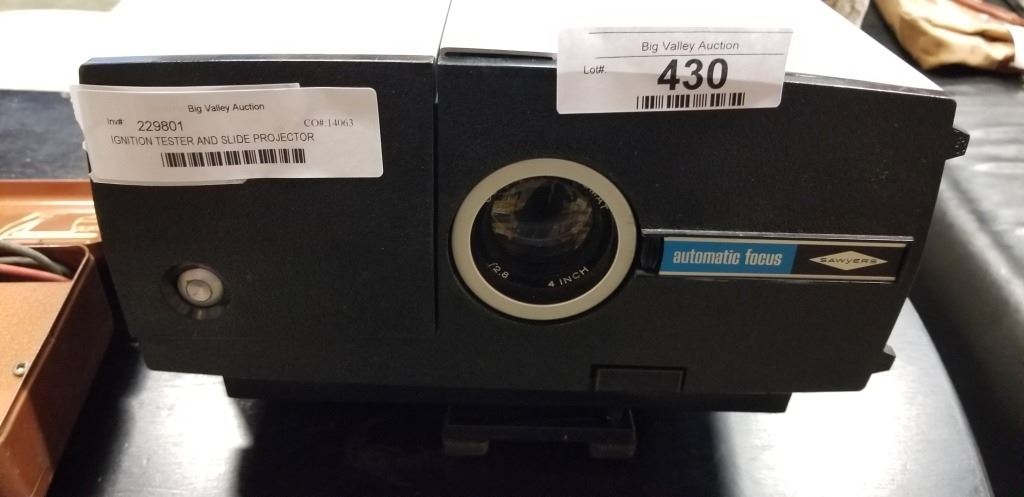 Big Valley Auction
Inv#: 229801 CO#:14063
IGNITION TESTER AND SLIDE PROJECTOR
Big Valley Auction
Lot#: 430
f2.8 4 INCH
automatic focus SAWYERS